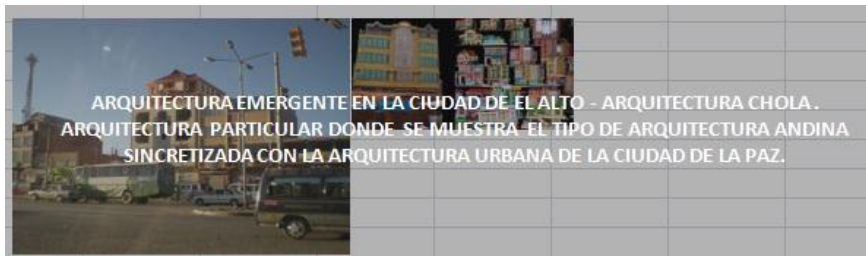 ARQUITECTURA EMERGENTE EN LA CIUDAD DE EL ALTO - ARQUITECTURA CHOLA.
ARQUITECTURA PARTICULAR DONDE SE MUESTRA EL TIPO DE ARQUITECTURA ANDINA
SINCRETIZADA CON LA ARQUITECTURA URBANA DE LA CIUDAD DE LA PAZ.